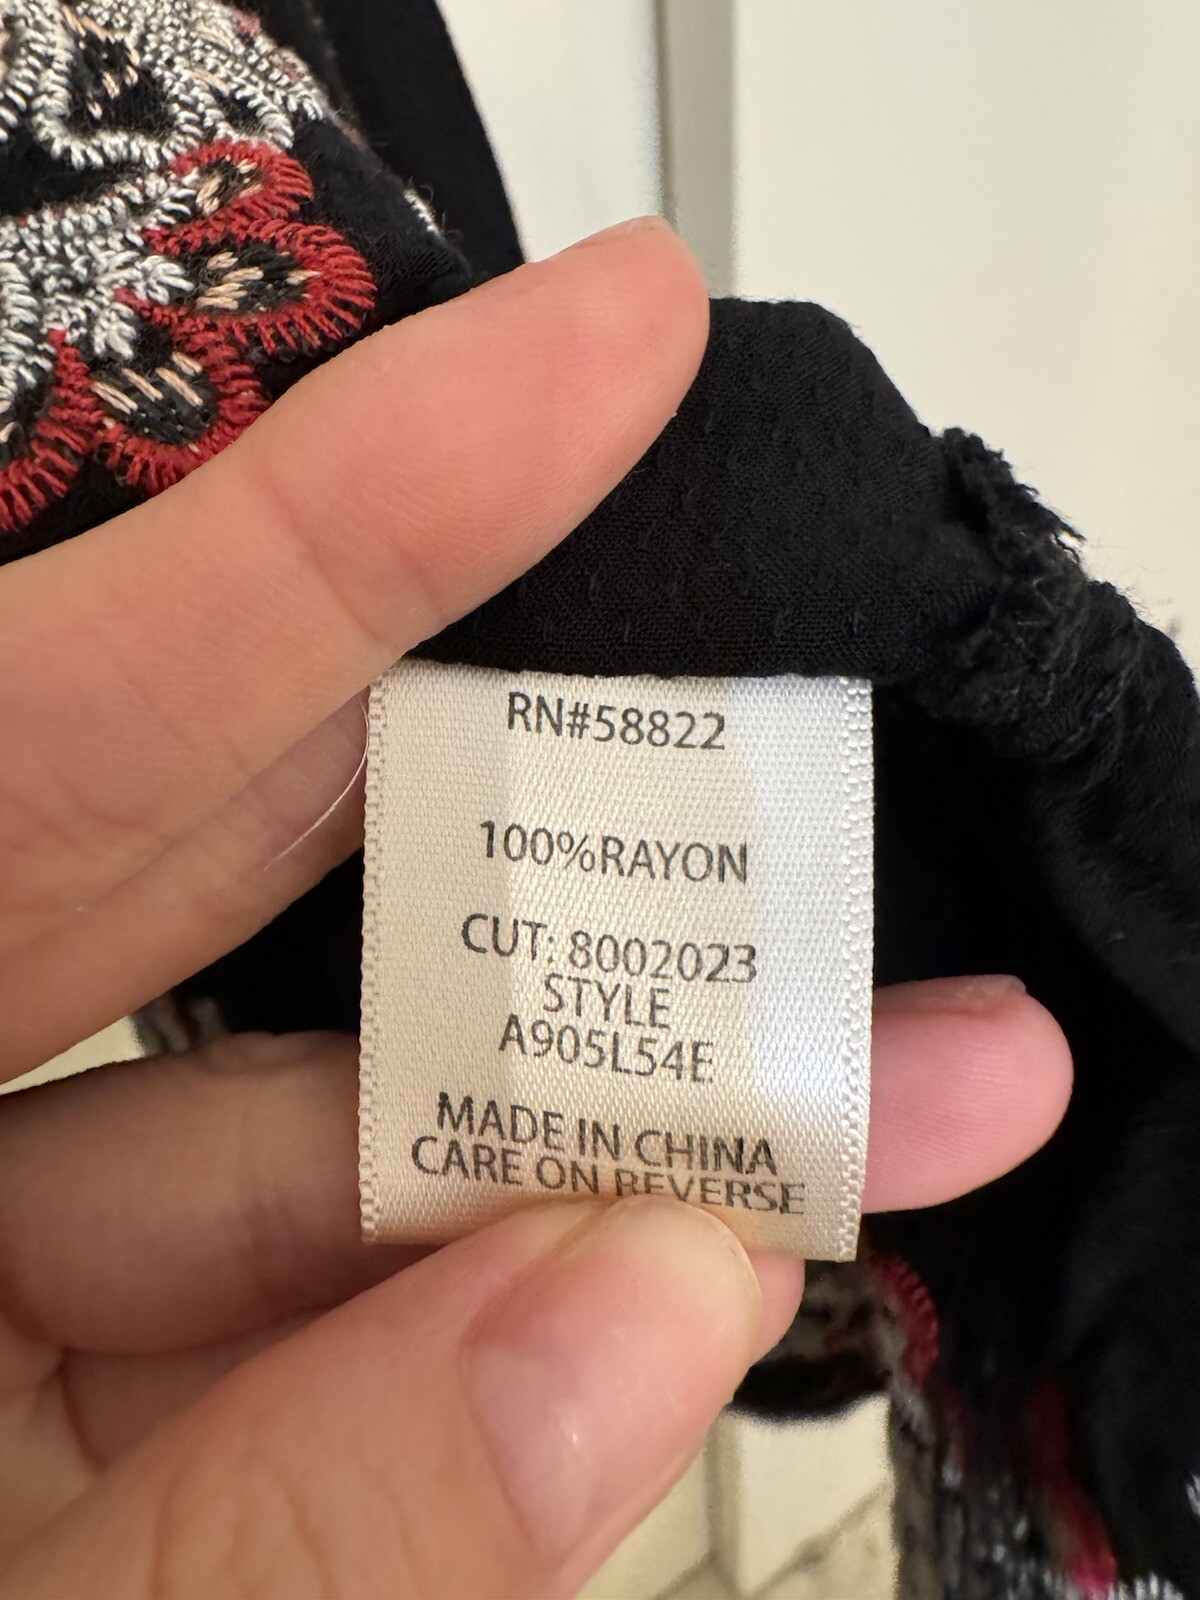 RN#58822
100%RAYON
CUT: 8002023
STYLE
A905L54E
MADE IN CHINA
CARE ON REVERSE